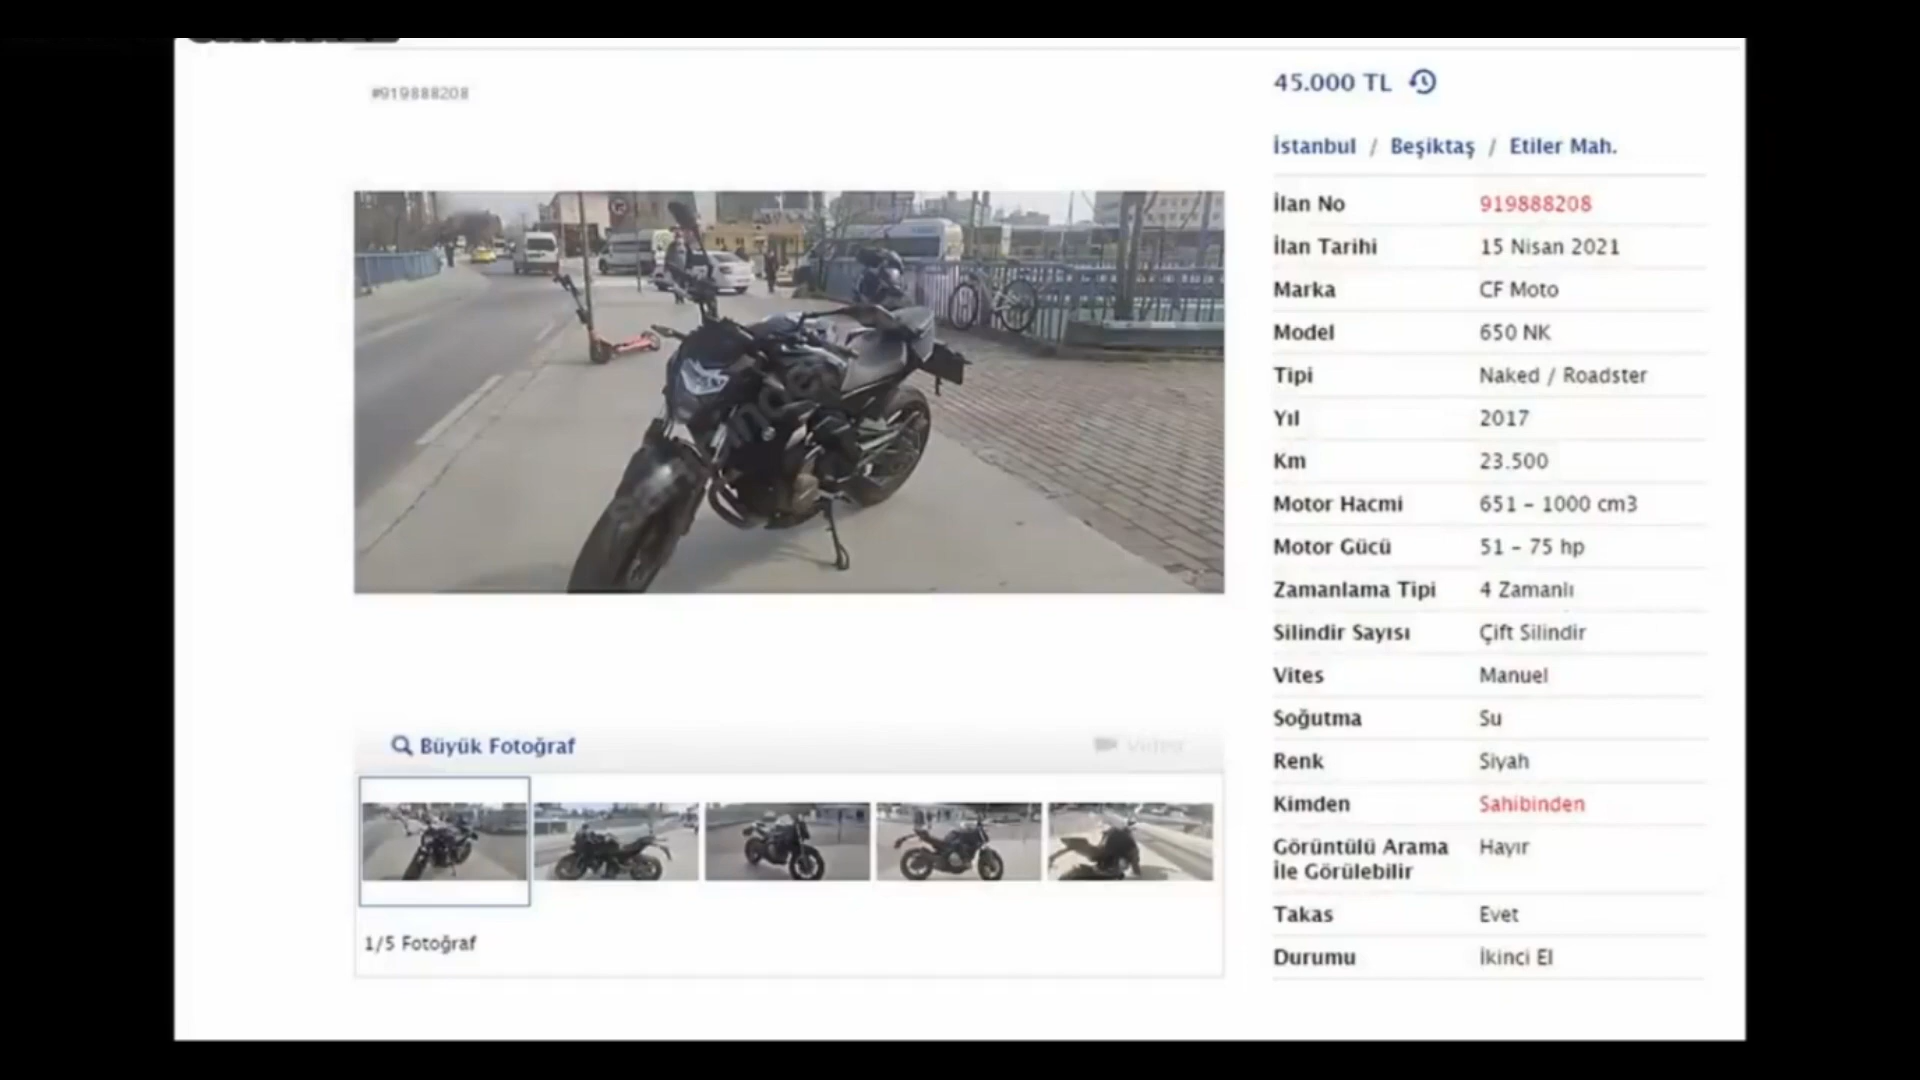 #919888208
45.000 TL
İstanbul / Beşiktaş / Etiler Mah.
İlan No 919888208
İlan Tarihi 15 Nisan 2021
Marka CF Moto
Model 650 NK
Tipi Naked / Roadster
Yıl 2017
Km 23.500
Motor Hacmi 651 - 1000 cm3
Motor Gücü 51 - 75 hp
Zamanlama Tipi 4 Zamanlı
Silindir Sayısı Çift Silindir
Vites Manuel
Soğutma Su
Renk Siyah
Kimden Sahibinden
Görüntülü Arama Hayır
İle Görülebilir
Takas Evet
Durumu İkinci El
Büyük Fotoğraf
Video
1/5 Fotoğraf